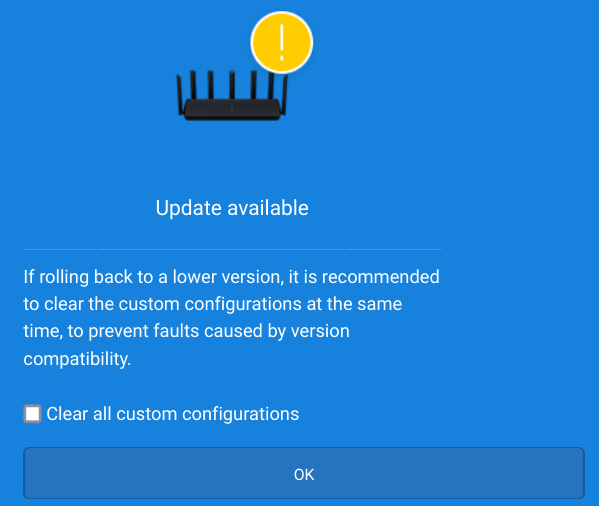 Update available
If rolling back to a lower version, it is recommended
to clear the custom configurations at the same
time, to prevent faults caused by version
compatibility.
Clear all custom configurations
OK